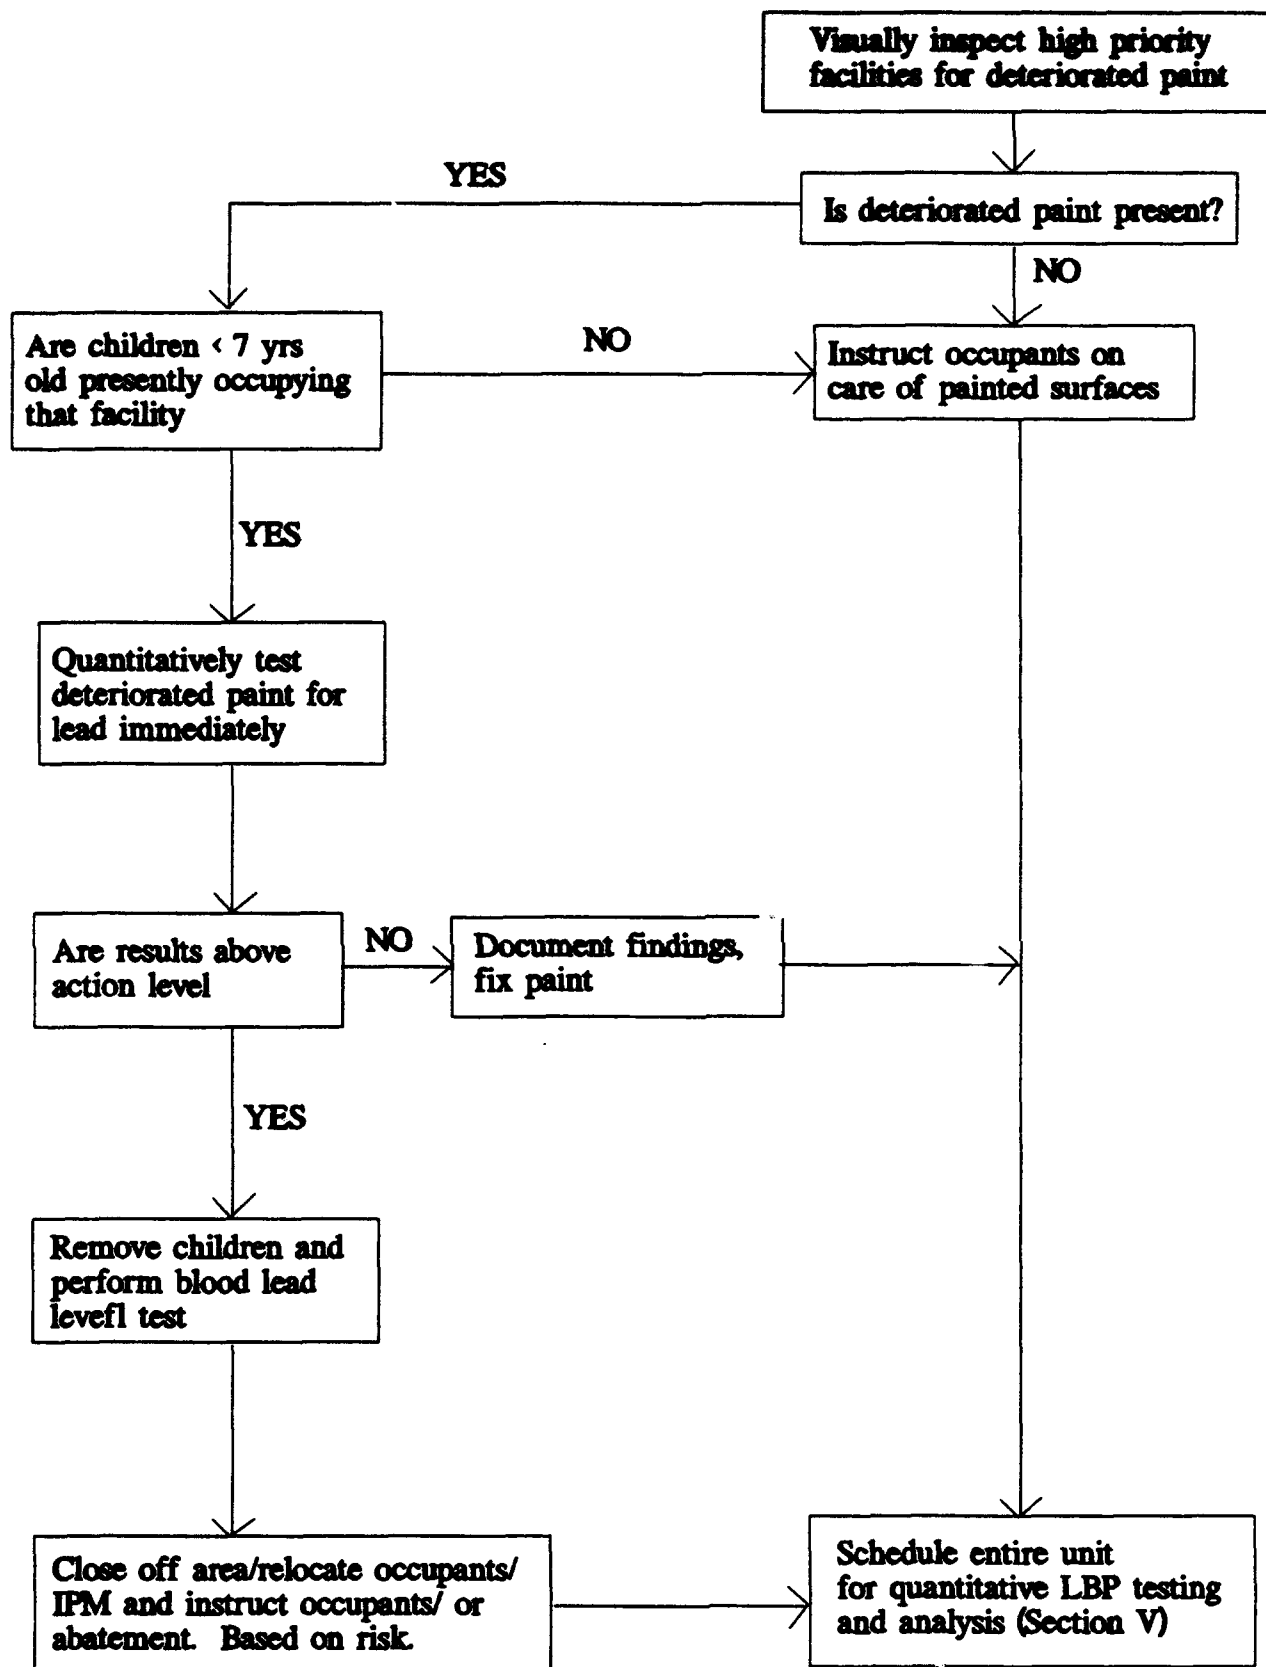 Visually inspect high priority
facilities for deteriorated paint
YES
Is deteriorated paint present?
NO
Are children < 7 yrs
old presently occupying
that facility
NO
Instruct occupants on
care of painted surfaces
YES
Quantitatively test
deteriorated paint for
lead immediately
Are results above
action level
NO
Document findings,
fix paint
YES
Remove children and
perform blood lead
levefl test
Close off area/relocate occupants/
IPM and instruct occupants/ or
abatement. Based on risk.
Schedule entire unit
for quantitative LBP testing
and analysis (Section V)